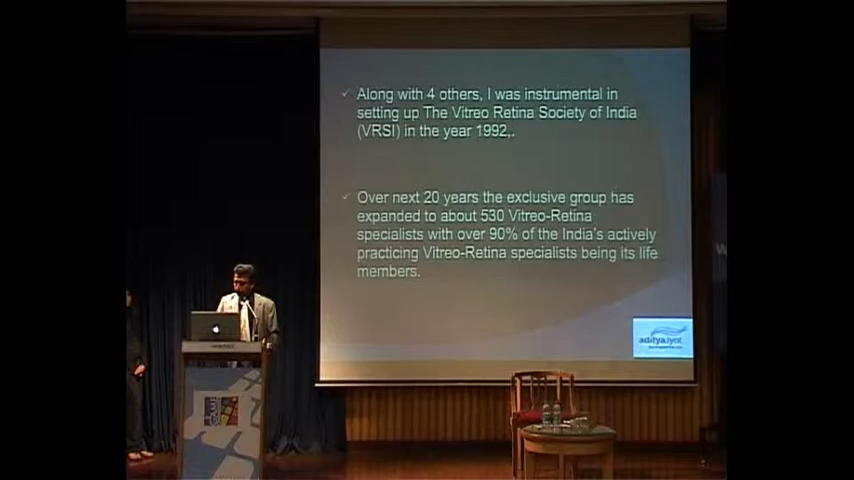 ✓ Along with 4 others, I was instrumental in
setting up The Vitreo Retina Society of India
(VRSI) in the year 1992,.
✓ Over next 20 years the exclusive group has
expanded to about 530 Vitreo-Retina
specialists with over 90% of the India's actively
practicing Vitreo-Retina specialists being its life
members.
aditya jyot